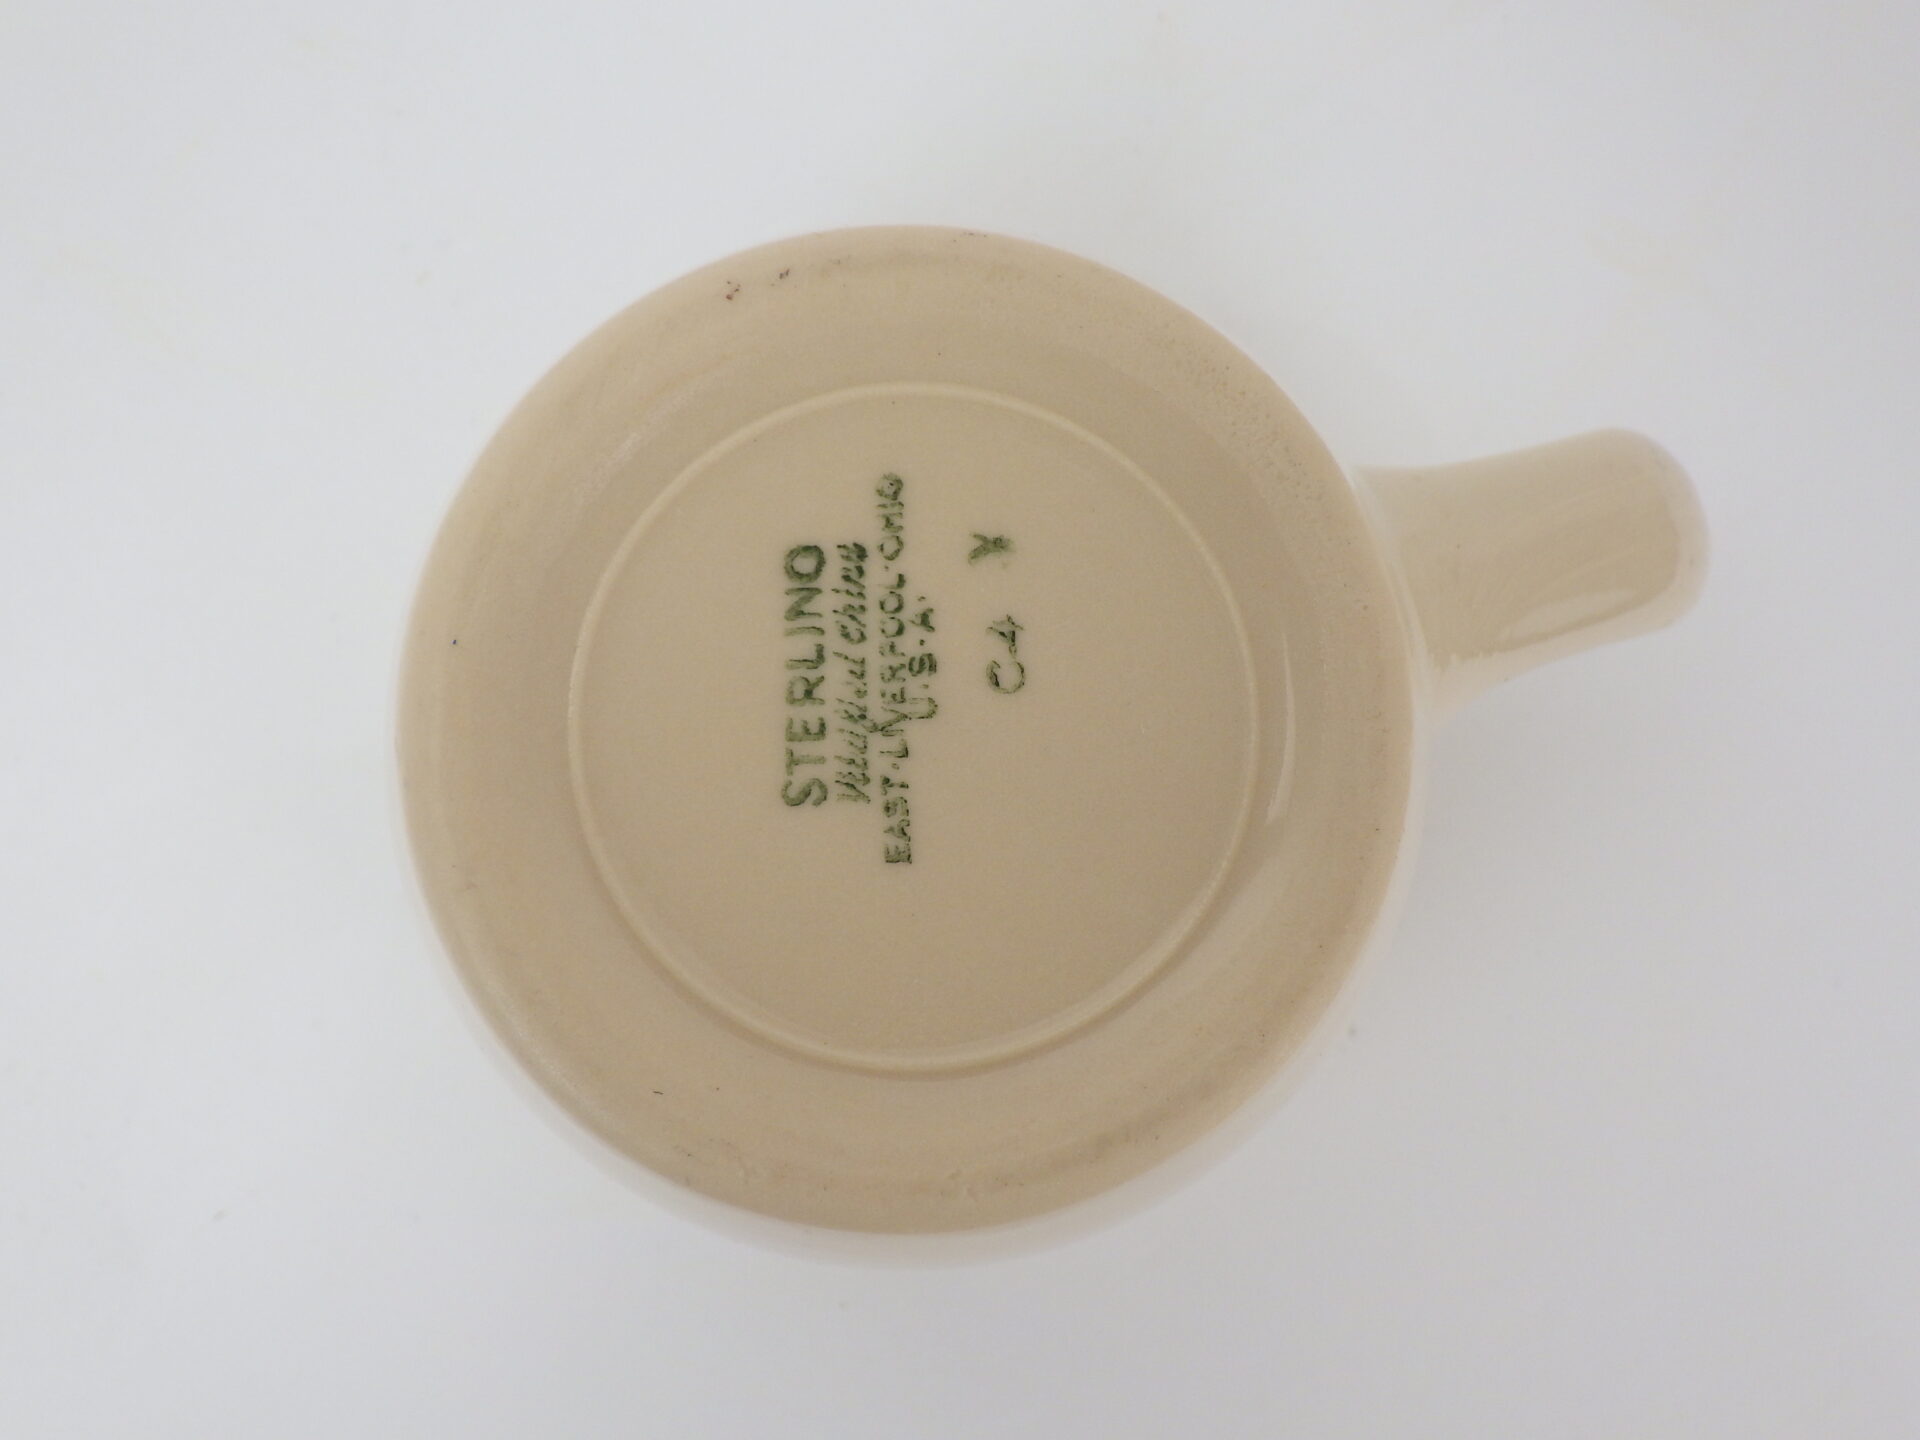 STERLING
Vitrified China
EAST·LIVERPOOL·OHIO
U·S·A·
C-4 Y